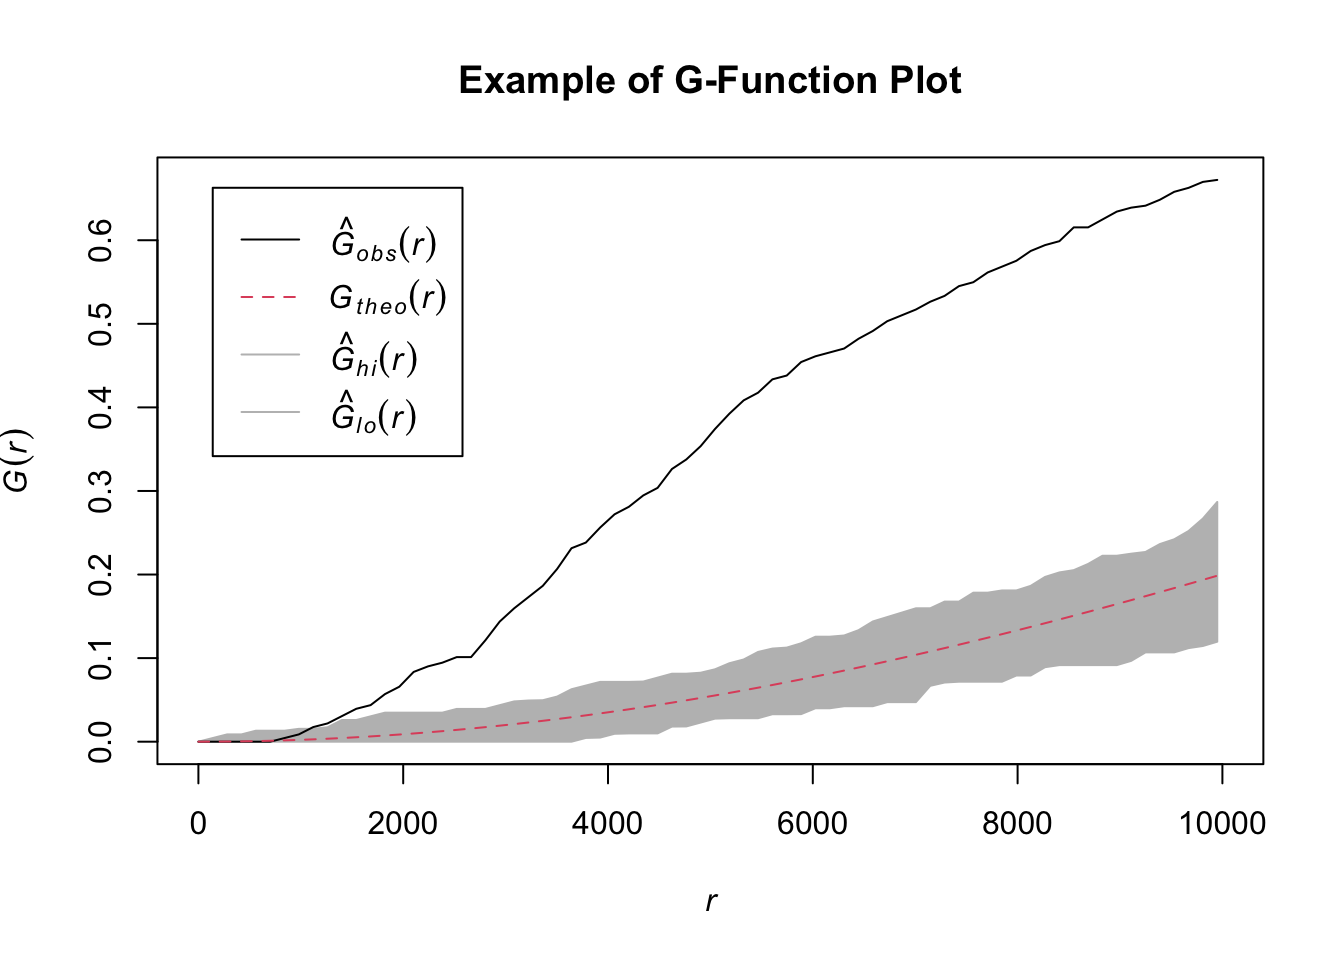 Example of G-Function Plot
Ĝobs(r)
Gtheo(r)
Ĝhi(r)
Ĝlo(r)
G(r)
0.6
0.5
0.4
0.3
0.2
0.1
0.0
0 2000 4000 6000 8000 10000
r